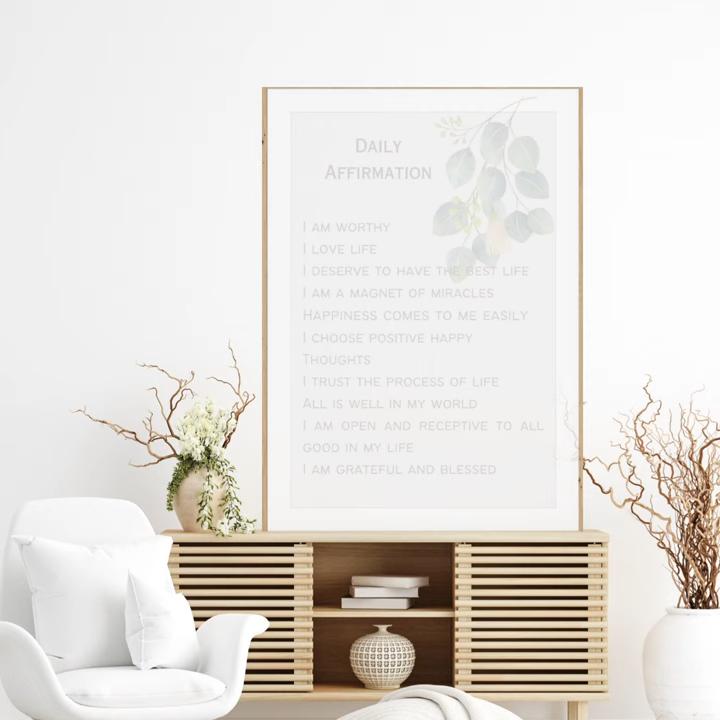 Daily
Affirmation
I am worthy
I love life
I deserve to have the best life
I am a magnet of miracles
Happiness comes to me easily
I choose positive happy
Thoughts
I trust the process of life
All is well in my world
I am open and receptive to all
good in my life
I am grateful and blessed